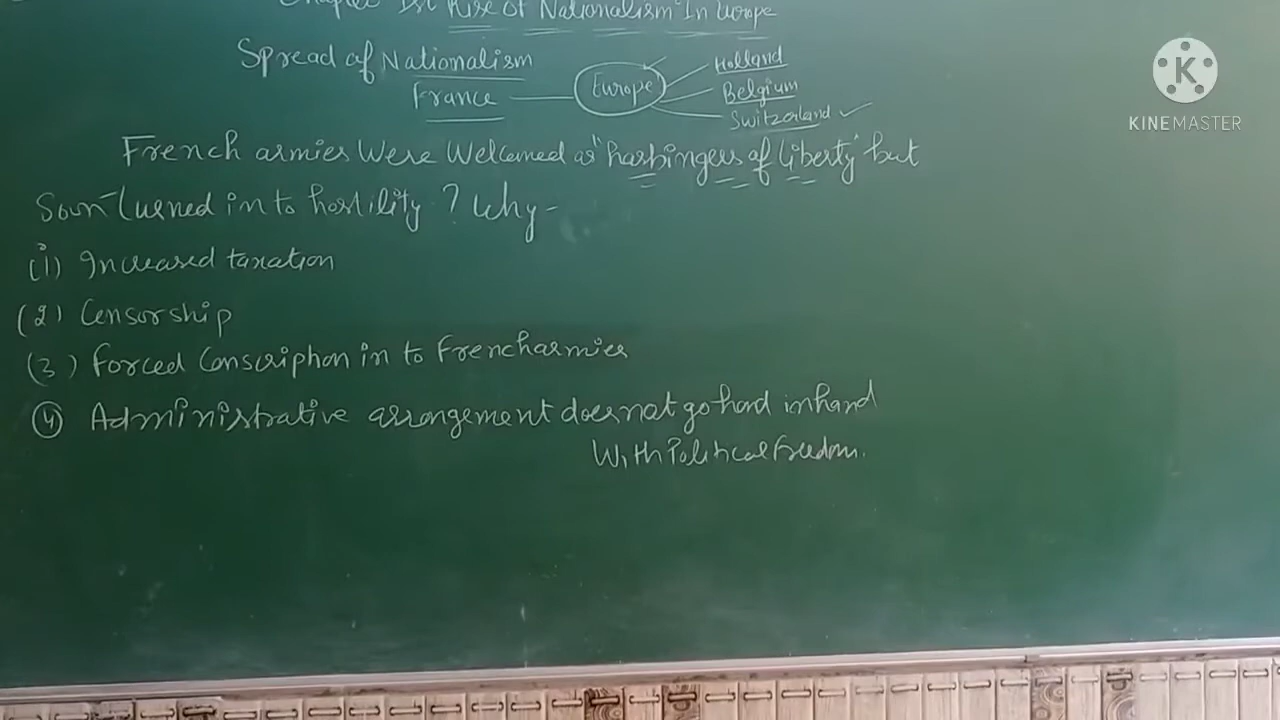 Chapter 1st Rise of Nationalism In Europe
Spread of Nationalism
France
Europe
Holland
Belgium
Switzerland
French armies Were Welcomed as "harbingers of liberty" but
Soon turned in to hostility ? Why -
(1) Increased taxation
(2) Censorship
(3) Forced Conscription in to French armies
(4) Administrative arrangement does not go hand in hand
With Political Freedom.
K
KINEMASTER